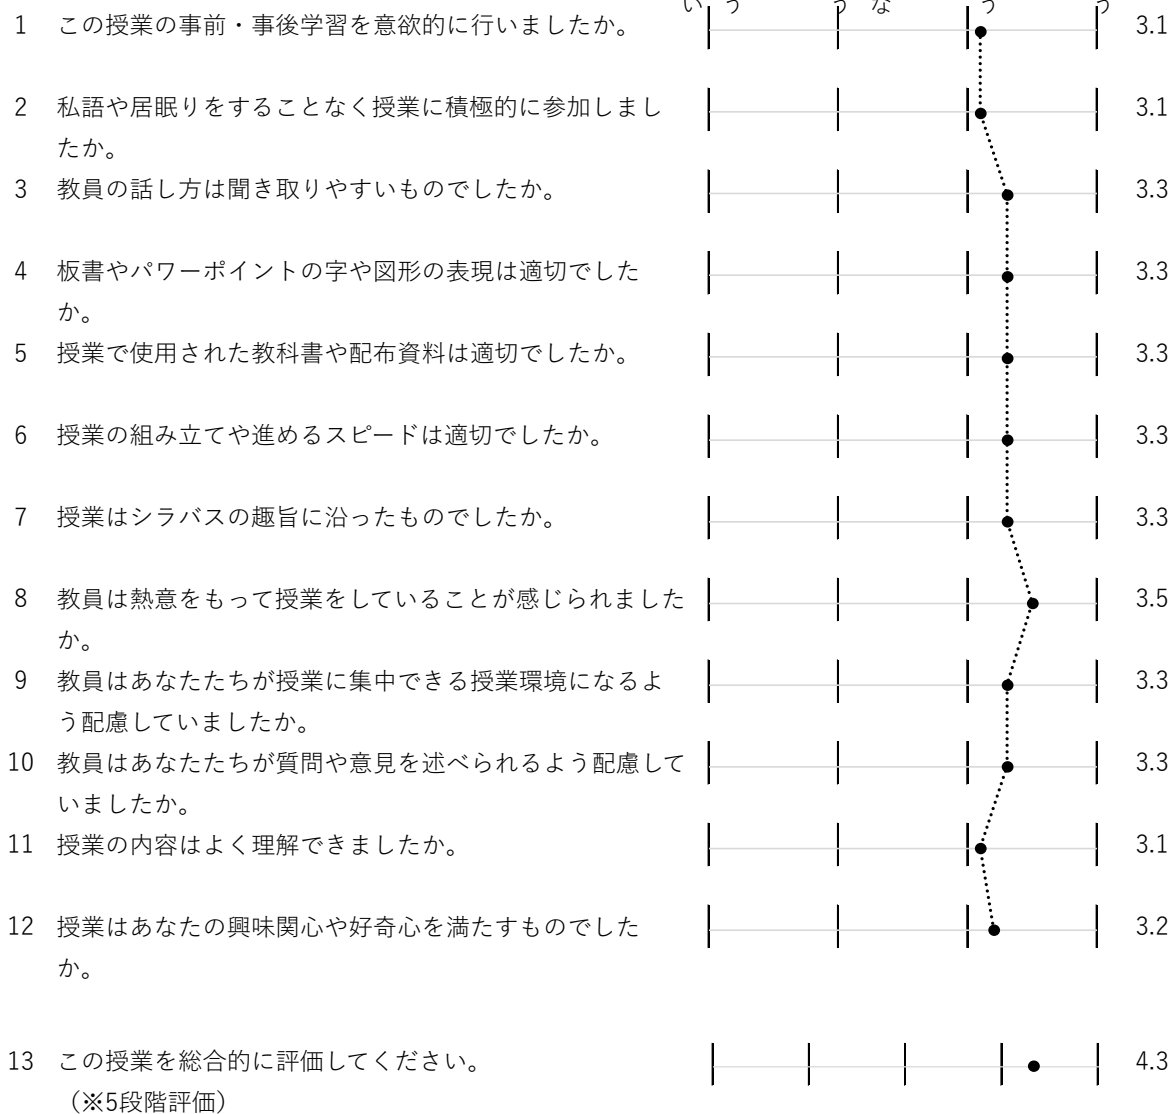 い う う な う う
1 この授業の事前・事後学習を意欲的に行いましたか。 3.1
2 私語や居眠りをすることなく授業に積極的に参加しまし 3.1
たか。
3 教員の話し方は聞き取りやすいものでしたか。 3.3
4 板書やパワーポイントの字や図形の表現は適切でした 3.3
か。
5 授業で使用された教科書や配布資料は適切でしたか。 3.3
6 授業の組み立てや進めるスピードは適切でしたか。 3.3
7 授業はシラバスの趣旨に沿ったものでしたか。 3.3
8 教員は熱意をもって授業をしていることが感じられました 3.5
か。
9 教員はあなたたちが授業に集中できる授業環境になるよ 3.3
う配慮していましたか。
10 教員はあなたたちが質問や意見を述べられるよう配慮して 3.3
いましたか。
11 授業の内容はよく理解できましたか。 3.1
12 授業はあなたの興味関心や好奇心を満たすものでした 3.2
か。
13 この授業を総合的に評価してください。 4.3
（※5段階評価）